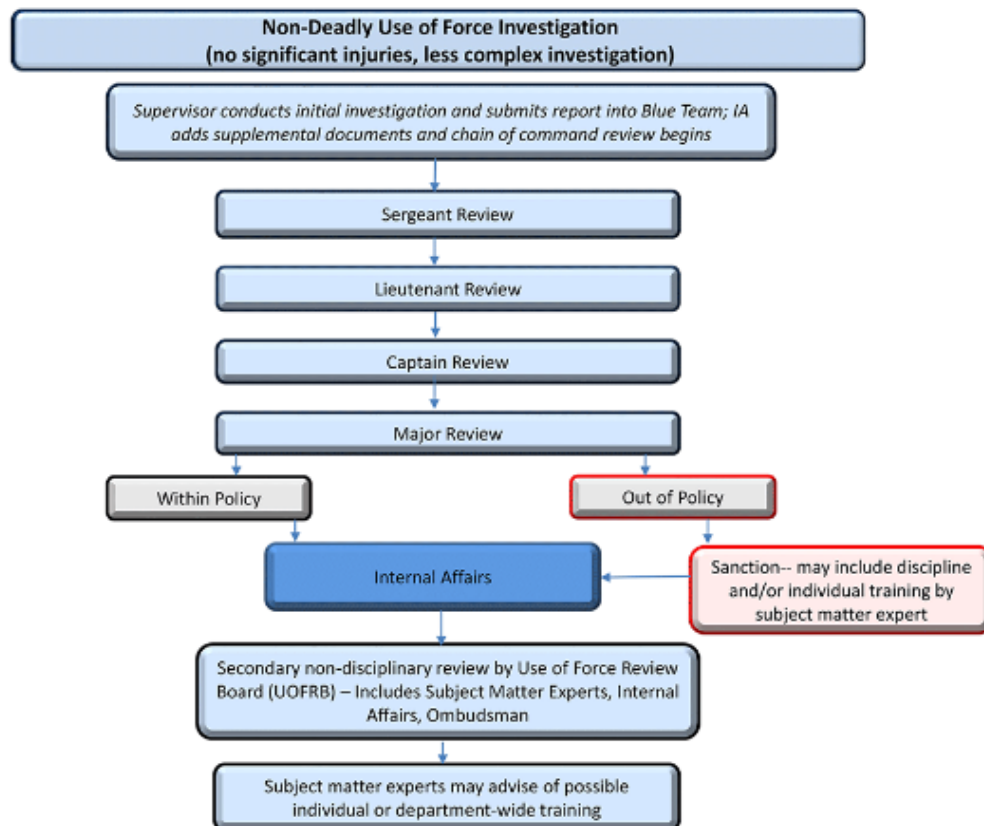 Non-Deadly Use of Force Investigation
(no significant injuries, less complex investigation)
Supervisor conducts initial investigation and submits report into Blue Team; IA
adds supplemental documents and chain of command review begins
Sergeant Review
Lieutenant Review
Captain Review
Major Review
Within Policy
Out of Policy
Internal Affairs
Sanction-- may include discipline
and/or individual training by
subject matter expert
Secondary non-disciplinary review by Use of Force Review
Board (UOFRB) – Includes Subject Matter Experts, Internal
Affairs, Ombudsman
Subject matter experts may advise of possible
individual or department-wide training